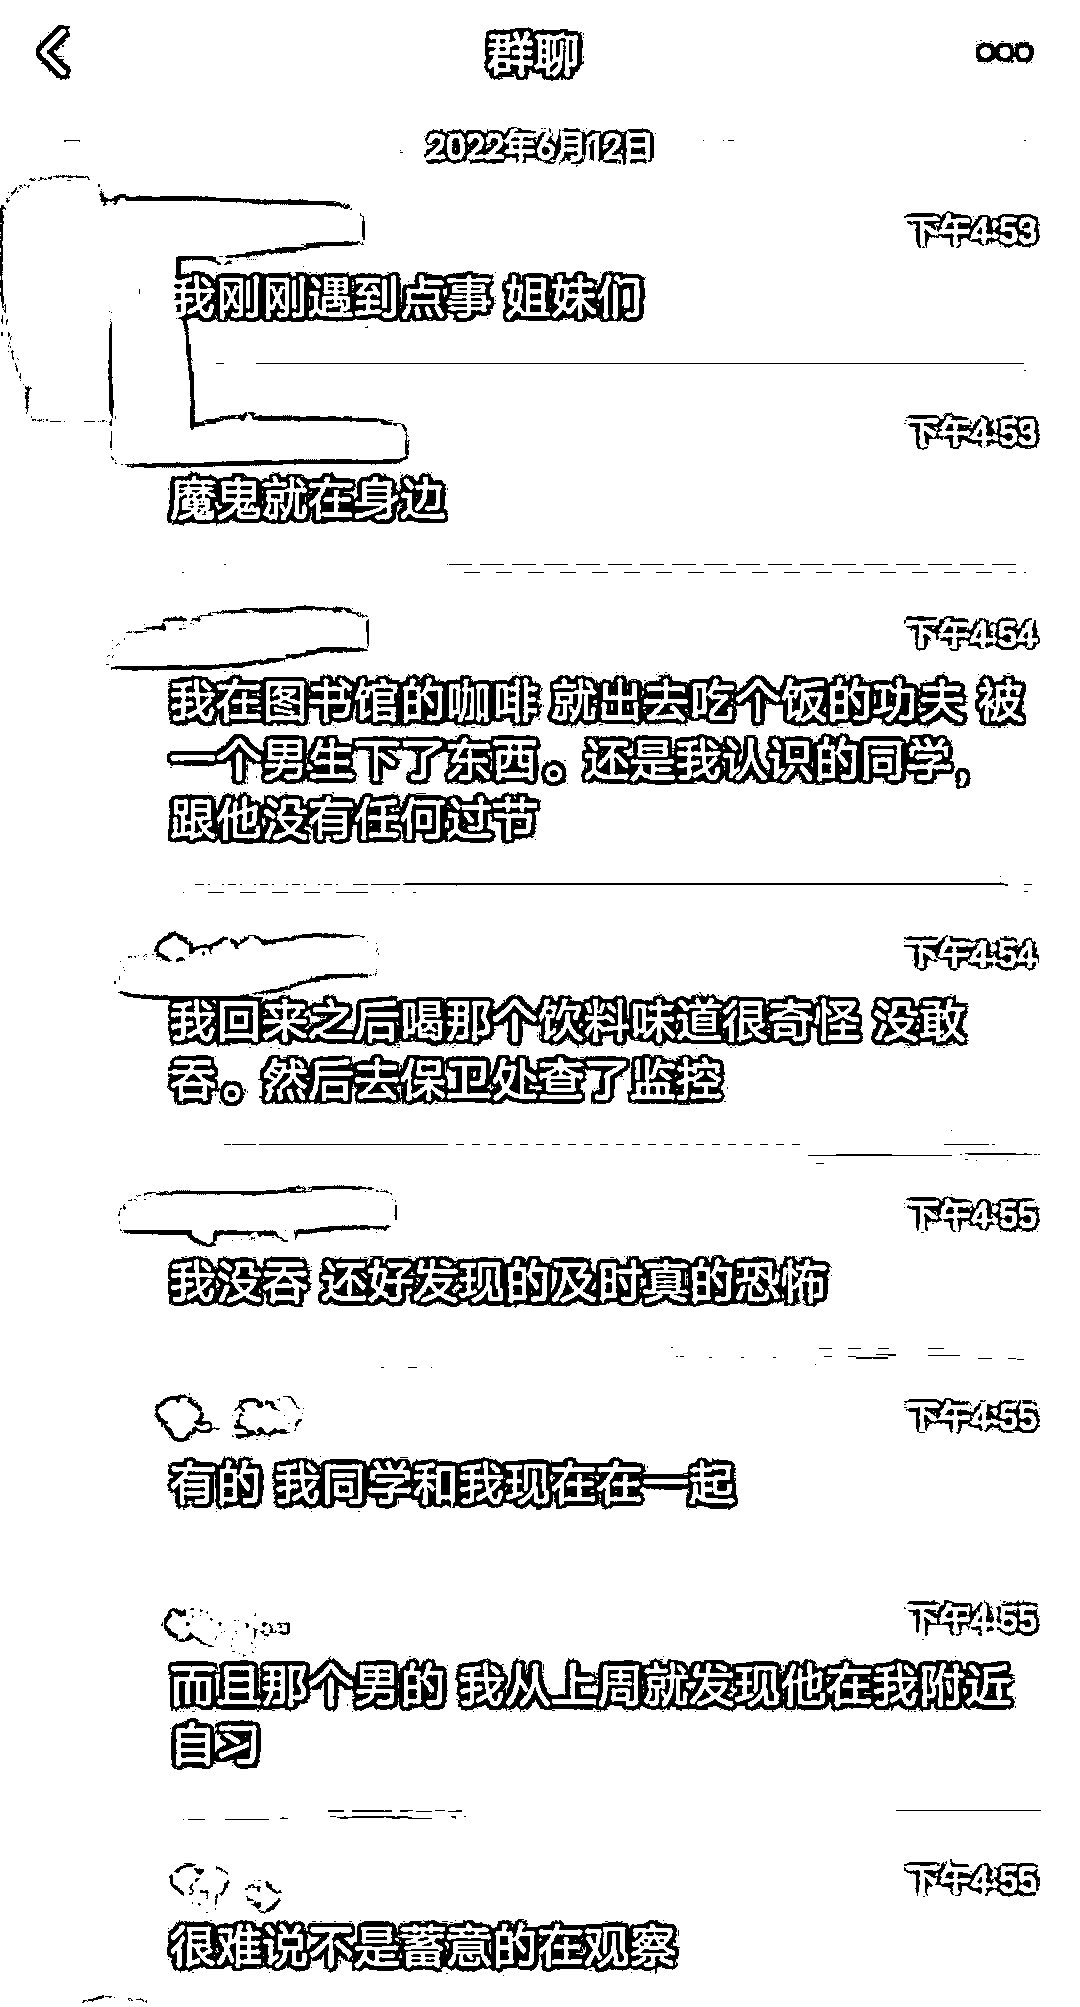 群聊
2022年6月12日
下午4:53
我刚刚遇到点事 姐妹们
下午4:53
魔鬼就在身边
下午4:54
我在图书馆的咖啡 就出去吃个饭的功夫 被
一个男生下了东西。还是我认识的同学,
跟他没有任何过节
下午4:54
我回来之后喝那个饮料味道很奇怪 没敢
吞。然后去保卫处查了监控
下午4:55
我没吞 还好发现的及时真的恐怖
下午4:55
有的 我同学和我现在在一起
下午4:55
而且那个男的 我从上周就发现他在我附近
自习
下午4:55
很难说不是蓄意的在观察